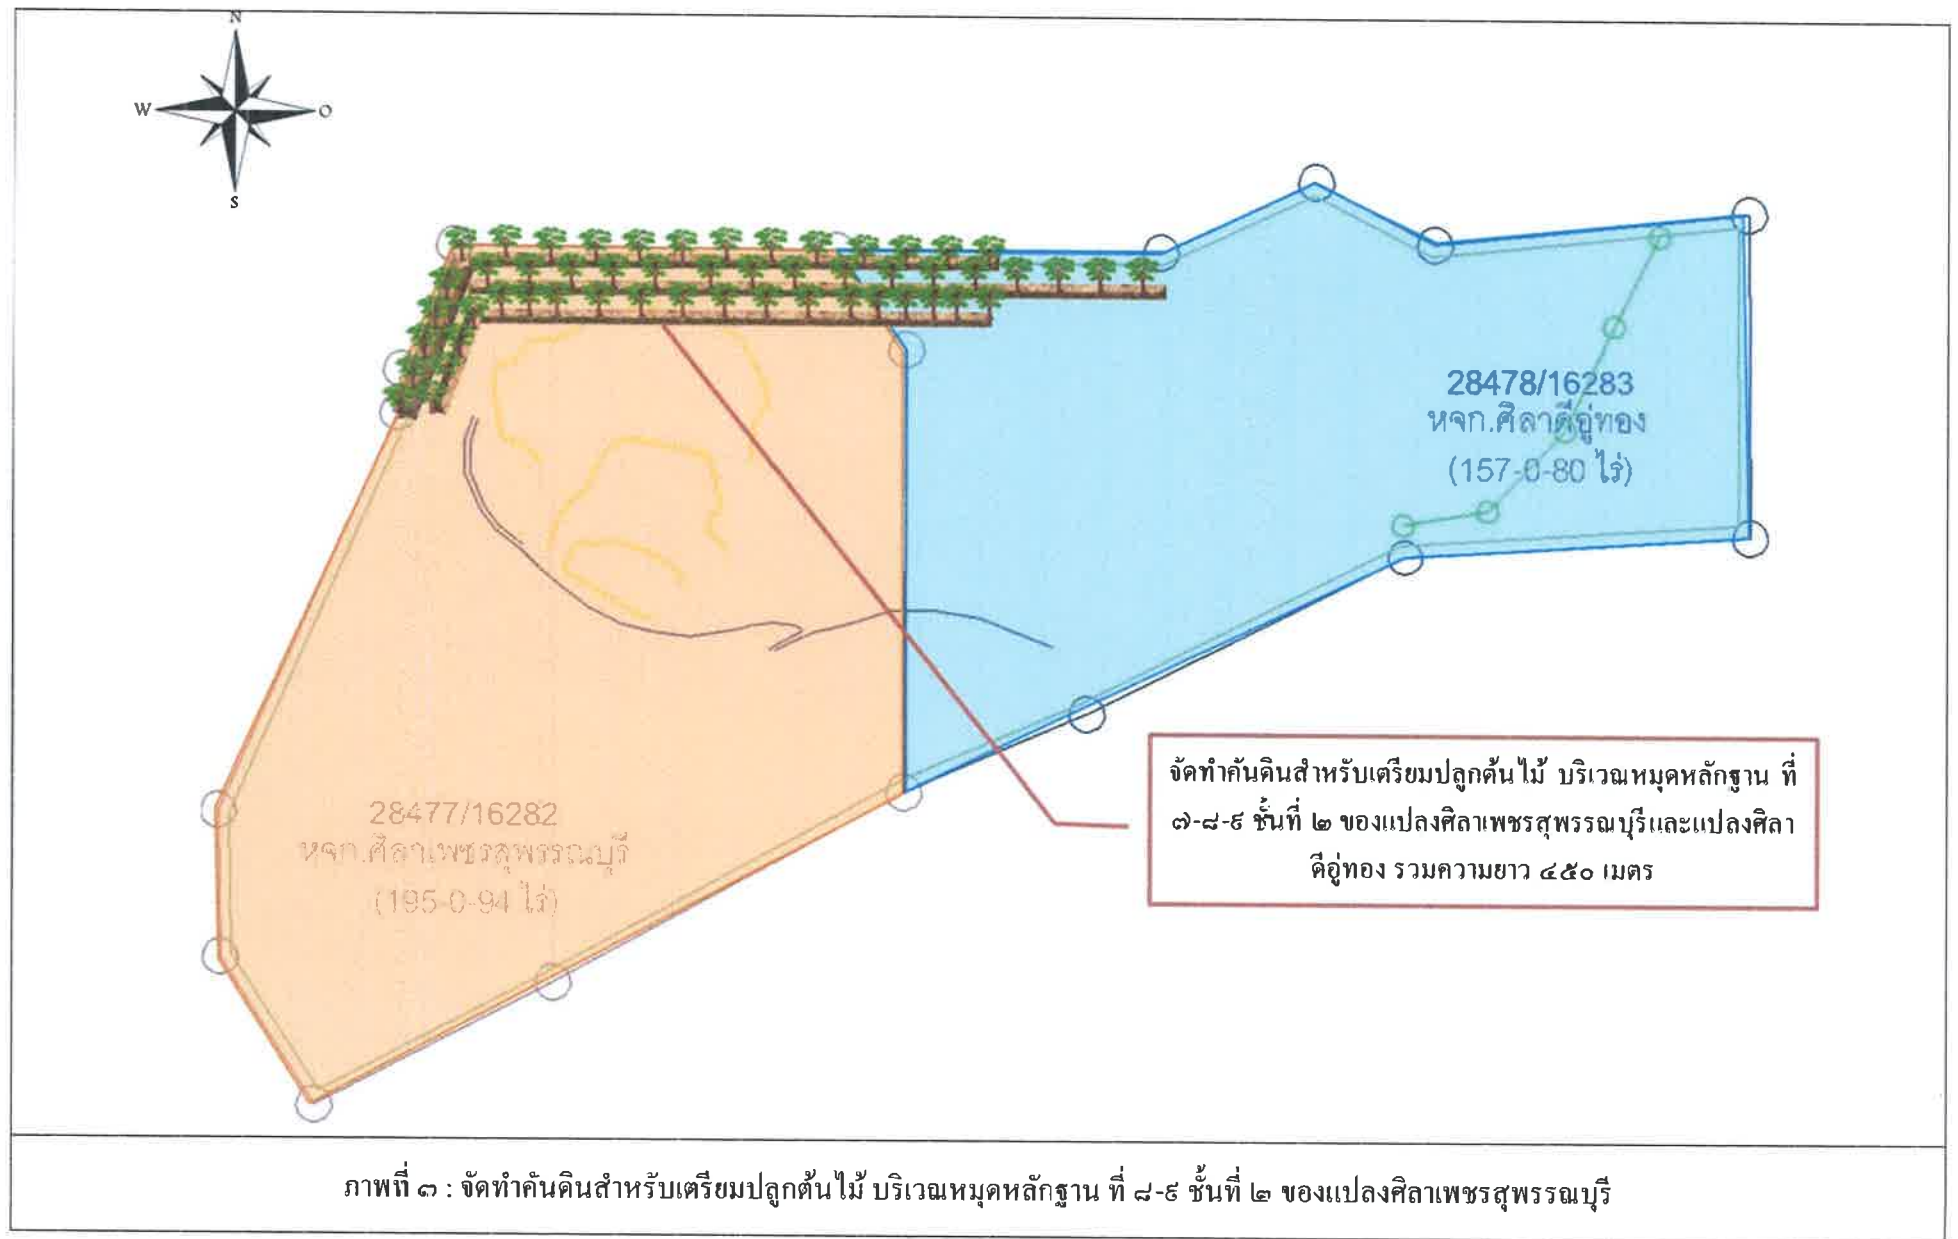 N
W
O
S
28478/16283
หจก.ศิลาดีอู่ทอง
(157-0-80 ไร่)
28477/16282
หจก.ศิลาเพชรสุพรรณบุรี
(195-0-94 ไร่)
จัดทำคันดินสำหรับเตรียมปลูกต้นไม้ บริเวณหมุดหลักฐาน ที่
๗-๘-๙ ชั้นที่ ๒ ของแปลงศิลาเพชรสุพรรณบุรีและแปลงศิลา
ดีอู่ทอง รวมความยาว ๔๕๐ เมตร
ภาพที่ ๓ : จัดทำคันดินสำหรับเตรียมปลูกต้นไม้ บริเวณหมุดหลักฐาน ที่ ๘-๙ ชั้นที่ ๒ ของแปลงศิลาเพชรสุพรรณบุรี